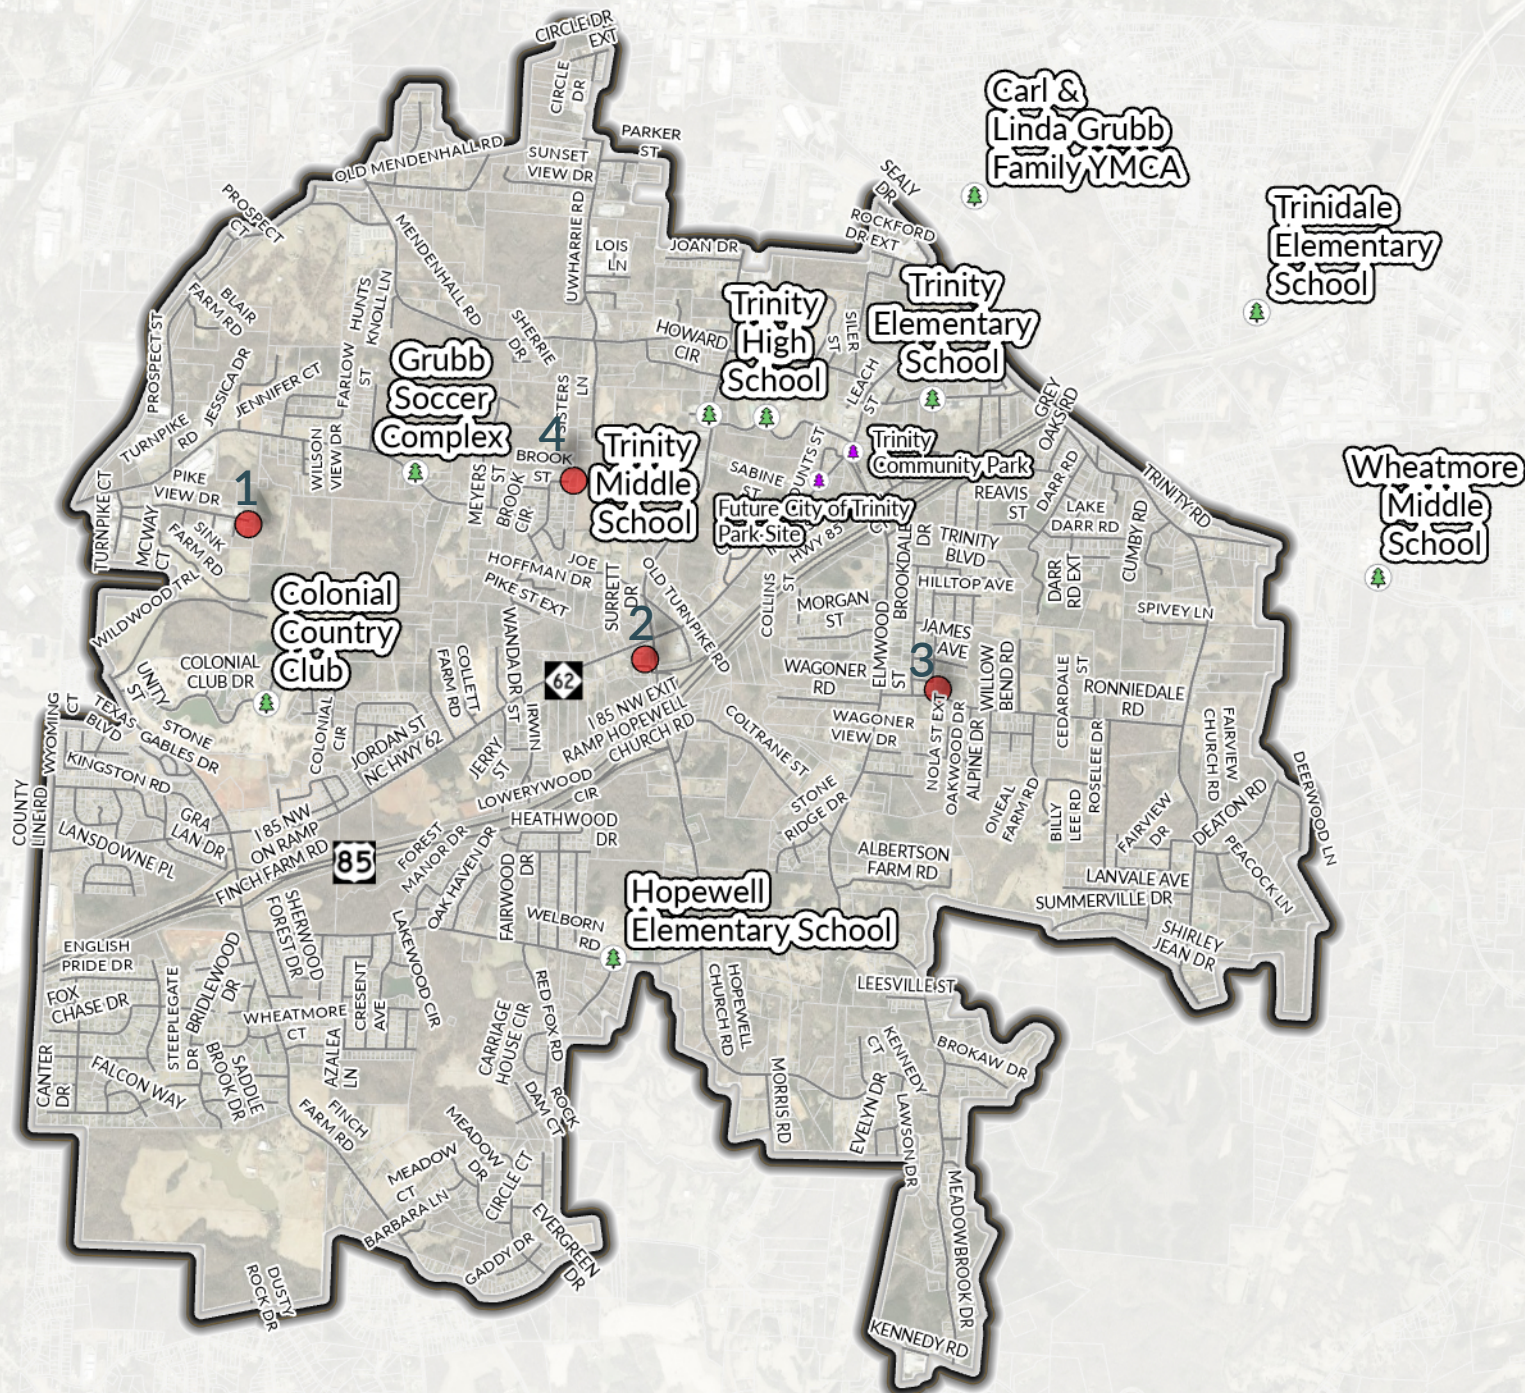 CIRCLE DR
EXT
CIRCLE
DR
PARKER
ST
SUNSET
VIEW DR
OLD MENDENHALL RD
Carl &
Linda Grubb
Family YMCA
SEALY
DR
ROCKFORD
DR EXT
PROSPECT
CT
MENDENHALL RD
UWHARRIE RD
LOIS
LN
JOAN DR
Trinidale
Elementary
School
BLAIR
FARM RD
HUNTS
KNOLL LN
Trinity
High
School
Trinity
Elementary
School
SILER
ST
HOWARD
CIR
SHERRIE
DR
PROSPECT ST
JESSICA DR
JENNIFER CT
FARLOW
ST
Grubb
Soccer
Complex
SISTERS
LN
LEACH
ST
GREY
OAKS RD
TURNPIKE
RD
WILSON
VIEW DR
4
BROOK
ST
Trinity
Middle
School
Trinity
Community Park
SABINE
ST
Wheatmore
Middle
School
PIKE
VIEW DR
1
MEYERS
ST
BROOK
CIR
Future City of Trinity
Park Site
REAVIS
ST
DARR RD
LAKE
DARR RD
TRINITY RD
CUMBY RD
TURNPIKE CT
MCWAY
CT
SINK
FARM RD
HWY 85
BROOKDALE
DR
TRINITY
BLVD
DARR
RD EXT
HILLTOP AVE
JOE
HOFFMAN DR
PIKE ST EXT
SURRETT
DR
OLD TURNPIKE RD
COLLINS
ST
MORGAN
ST
SPIVEY LN
WILDWOOD TRL
Colonial
Country
Club
2
WANDA DR
ST
ELMWOOD
ST
JAMES
AVE
3
WILLOW
BEND RD
UNITY
ST
COLONIAL
CLUB DR
COLLETT
FARM RD
62
WAGONER
RD
CEDARDALE
ST
RONNIEDALE
RD
WYOMING
CT
TEXAS
BLVD
STONE
GABLES DR
COLONIAL
CIR
JORDAN ST
NC HWY 62
JERRY
ST
IRWIN
I 85 NW EXIT
RAMP HOPEWELL
CHURCH RD
COLTRANE ST
WAGONER
VIEW DR
NOLA ST EXT
OAKWOOD DR
ALPINE DR
ROSELEE DR
FAIRVIEW
CHURCH RD
KINGSTON RD
COUNTY
LINE RD
GRA
LAN DR
LANSDOWNE PL
I 85 NW
ON RAMP
FINCH FARM RD
85
LOWERYWOOD
CIR
HEATHWOOD
DR
STONE
RIDGE DR
ONEAL
FARM RD
BILLY
LEE RD
FAIRVIEW
DR
DEATON RD
DEERWOOD LN
PEACOCK LN
FOREST
MANOR DR
OAK HAVEN DR
FAIRWOOD
DR
ALBERTSON
FARM RD
LANVALE AVE
SUMMERVILLE DR
SHIRLEY
JEAN DR
Hopewell
Elementary School
WELBORN
RD
SHERWOOD
FOREST DR
LAKEWOOD CIR
ENGLISH
PRIDE DR
FOX
CHASE DR
STEEPLEGATE
DR
BRIDLEWOOD
DR
WHEATMORE
CT
CRESENT
AVE
AZALEA
LN
RED FOX RD
CARRIAGE
HOUSE CIR
HOPEWELL
CHURCH RD
LEESVILLE ST
CANTER
DR
FALCON WAY
SADDLE
BROOK DR
FINCH
FARM RD
ROCK
DAM CT
MORRIS RD
KENNEDY
CT
EVELYN DR
LAWSON DR
BROKAW DR
MEADOW
DR
MEADOW
CT
BARBARA LN
CIRCLE CT
EVERGREEN
DR
GADDY DR
DUSTY
ROCK DR
MEADOWBROOK DR
KENNEDY RD